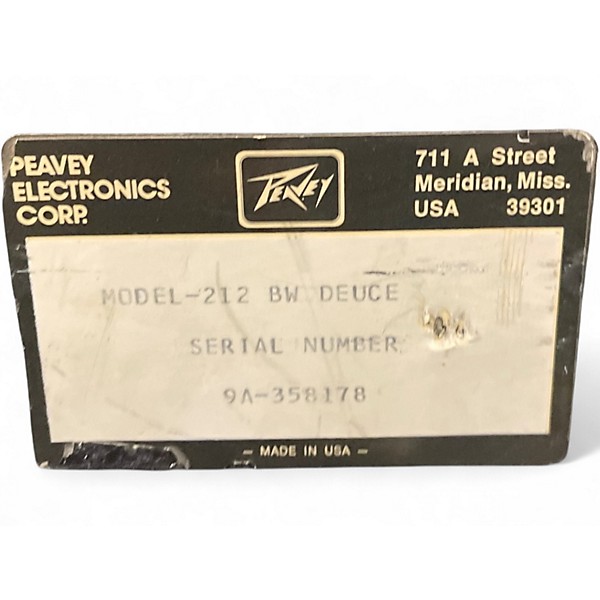 PEAVEY
ELECTRONICS
CORP.
PEAVEY
711 A Street
Meridian, Miss.
USA 39301
MODEL-212 BW DEUCE
SERIAL NUMBER
9A-358178
- MADE IN USA -